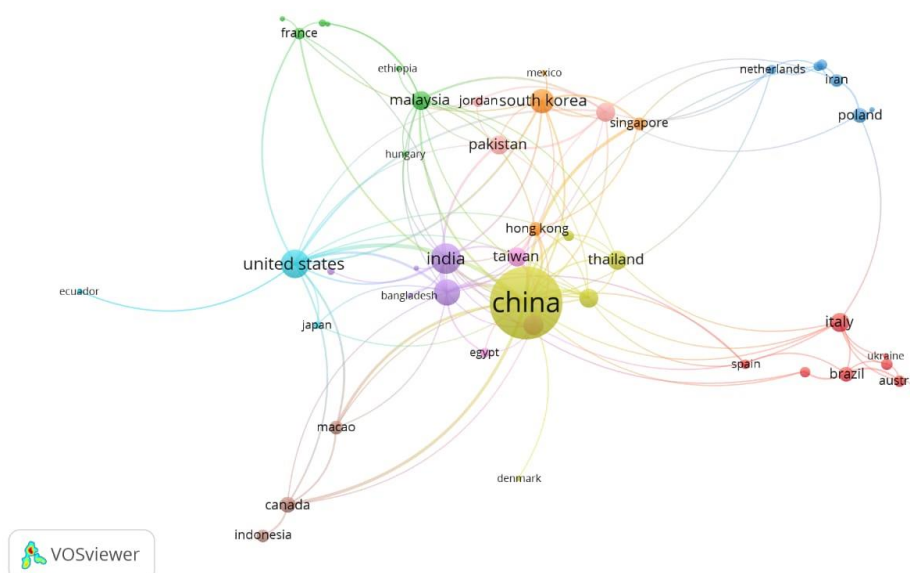 france
ethiopia
mexico
netherlands
iran
malaysia
jordan
south korea
singapore
poland
pakistan
hungary
hong kong
united states
india
taiwan
thailand
ecuador
bangladesh
china
japan
italy
egypt
spain
ukraine
brazil
austr
macao
denmark
canada
indonesia
VOSviewer